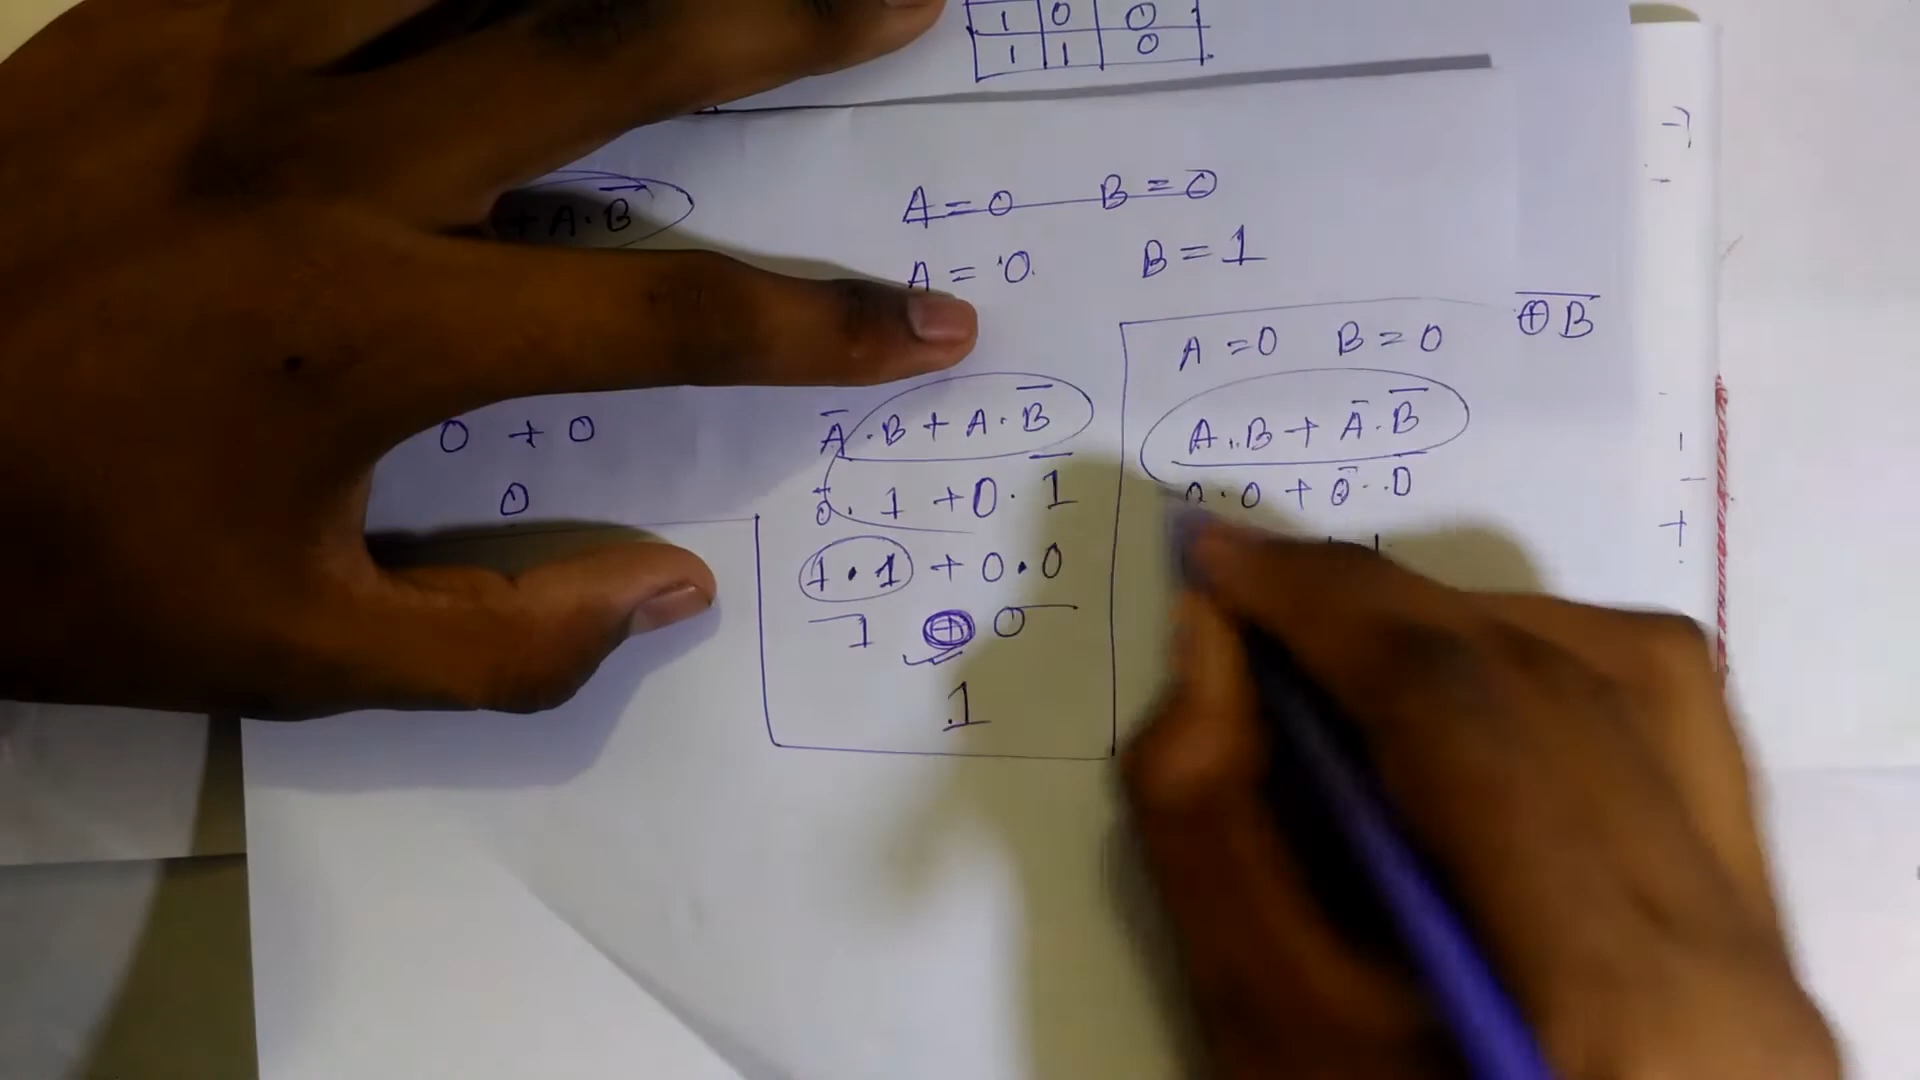 1 0 0
1 1 0
+ A·B̅
A = 0 B = 0
A = 0 B = 1
0 + 0
0
A̅·B + A·B̅
0̅·1 + 0·1̅
1·1 + 0·0
1 + 0
1
⊕ B
A = 0 B = 0
A·B + A̅·B̅
0·0 + 0̅·0̅